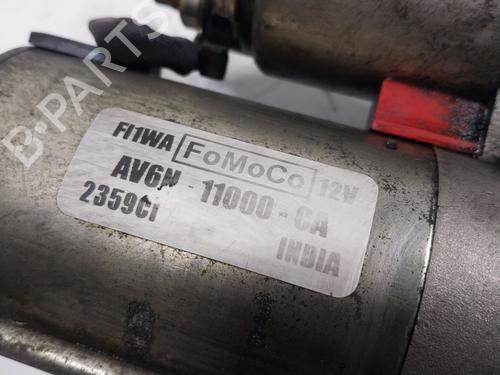 B-Parts
FI1WA FoMoCo 12V
AV6N - 11000 - CA
2359CI
INDIA